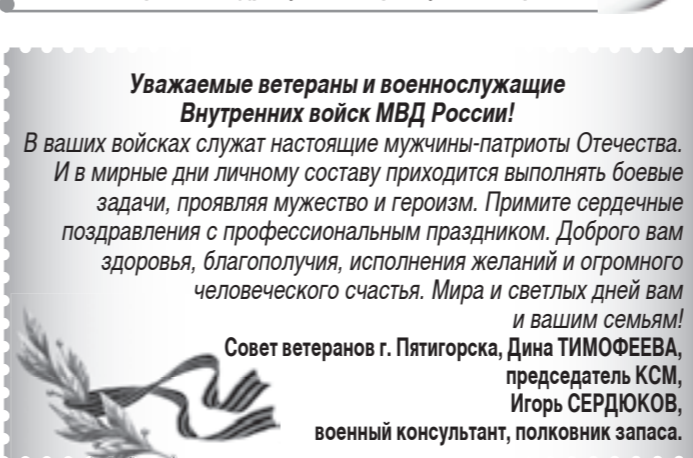 Уважаемые ветераны и военнослужащие
Внутренних войск МВД России!
В ваших войсках служат настоящие мужчины-патриоты Отечества.
И в мирные дни личному составу приходится выполнять боевые
задачи, проявляя мужество и героизм. Примите сердечные
поздравления с профессиональным праздником. Доброго вам
здоровья, благополучия, исполнения желаний и огромного
человеческого счастья. Мира и светлых дней вам
и вашим семьям!
Совет ветеранов г. Пятигорска, Дина ТИМОФЕЕВА,
председатель КСМ,
Игорь СЕРДЮКОВ,
военный консультант, полковник запаса.